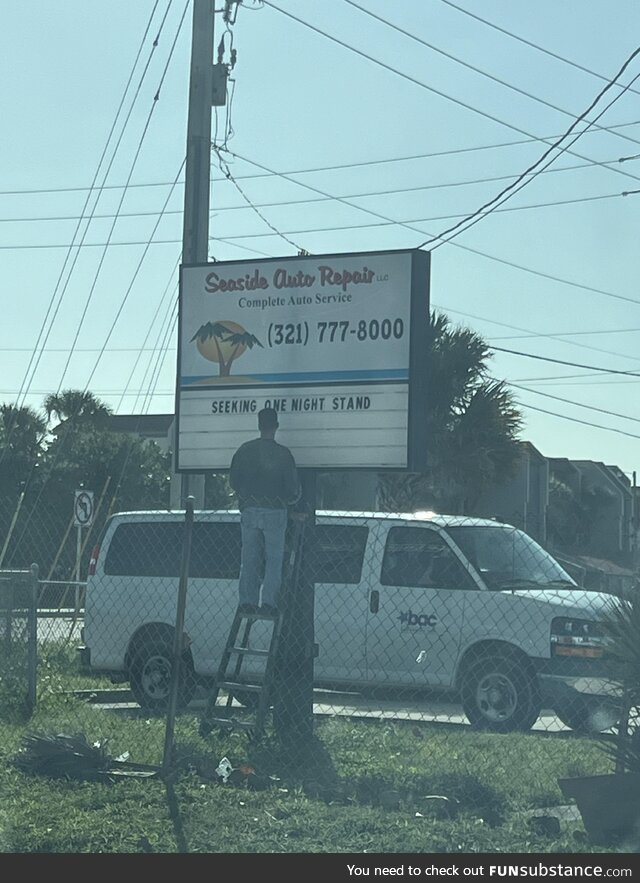 Seaside Auto Repair LLC
Complete Auto Service
(321) 777-8000
SEEKING ONE NIGHT STAND
bac
You need to check out FUNsubstance.com